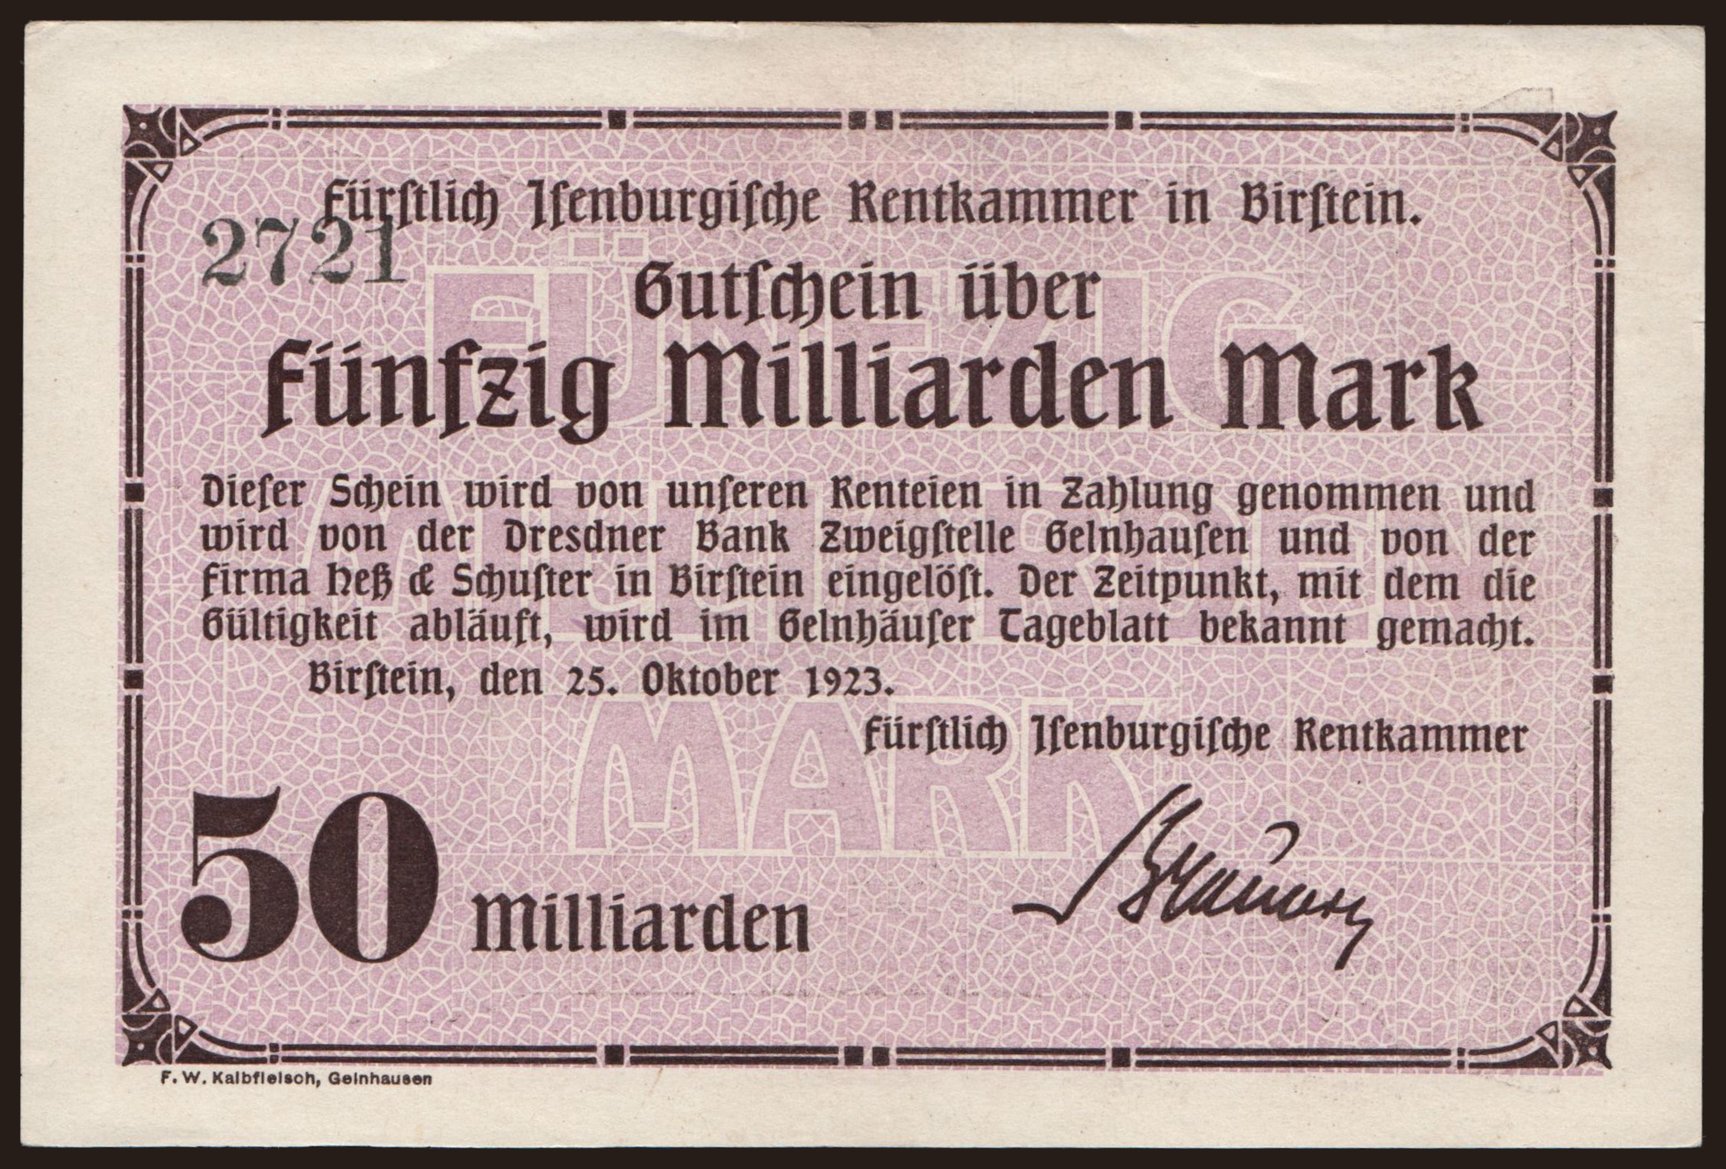 Fürstlich Isenburgische Rentkammer in Birstein.
2721
Gutschein über
Fünfzig Milliarden Mark
Dieser Schein wird von unseren Renteien in Zahlung genommen und
wird von der Dresdner Bank Zweigstelle Gelnhausen und von der
Firma Heß & Schuster in Birstein eingelöst. Der Zeitpunkt, mit dem die
Gültigkeit abläuft, wird im Gelnhäuser Tageblatt bekannt gemacht.
Birstein, den 25. Oktober 1923.
Fürstlich Isenburgische Rentkammer
50 Milliarden
F. W. Kalbfleisch, Gelnhausen
FÜNFZIG
MILLIARDEN
MARK